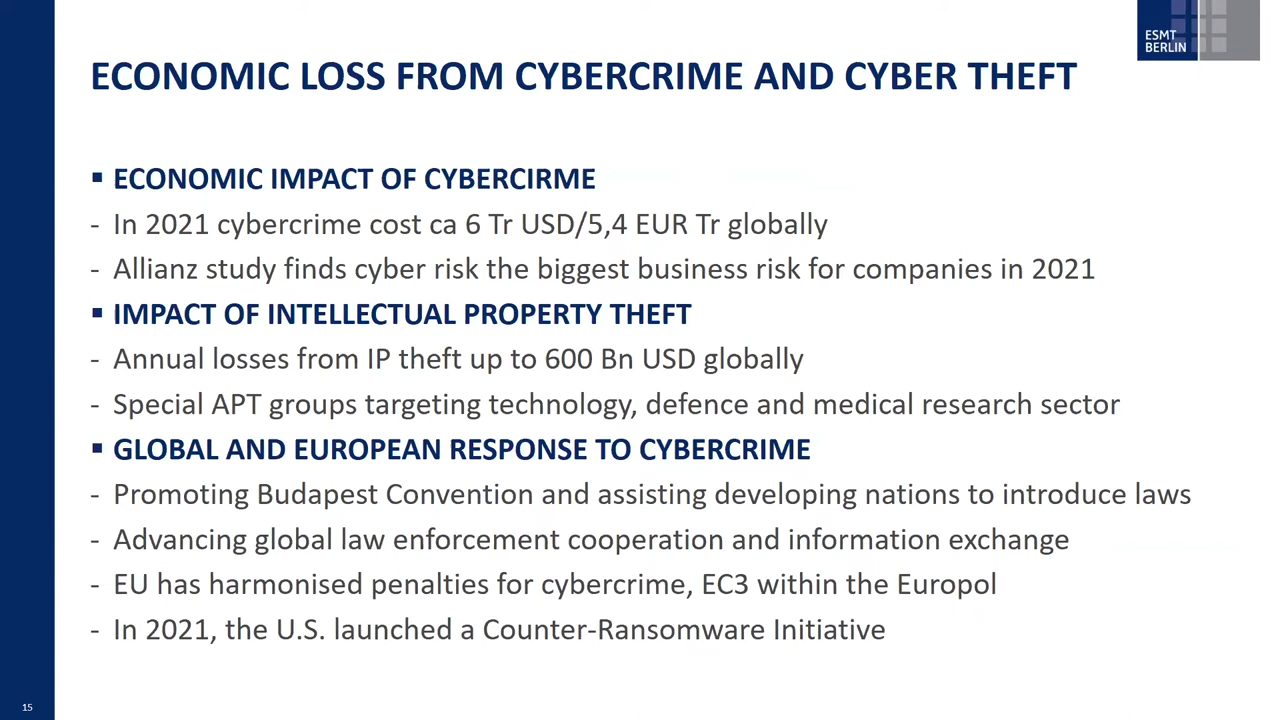 ESMT
BERLIN
ECONOMIC LOSS FROM CYBERCRIME AND CYBER THEFT
▪ ECONOMIC IMPACT OF CYBERCIRME
- In 2021 cybercrime cost ca 6 Tr USD/5,4 EUR Tr globally
- Allianz study finds cyber risk the biggest business risk for companies in 2021
▪ IMPACT OF INTELLECTUAL PROPERTY THEFT
- Annual losses from IP theft up to 600 Bn USD globally
- Special APT groups targeting technology, defence and medical research sector
▪ GLOBAL AND EUROPEAN RESPONSE TO CYBERCRIME
- Promoting Budapest Convention and assisting developing nations to introduce laws
- Advancing global law enforcement cooperation and information exchange
- EU has harmonised penalties for cybercrime, EC3 within the Europol
- In 2021, the U.S. launched a Counter-Ransomware Initiative
15